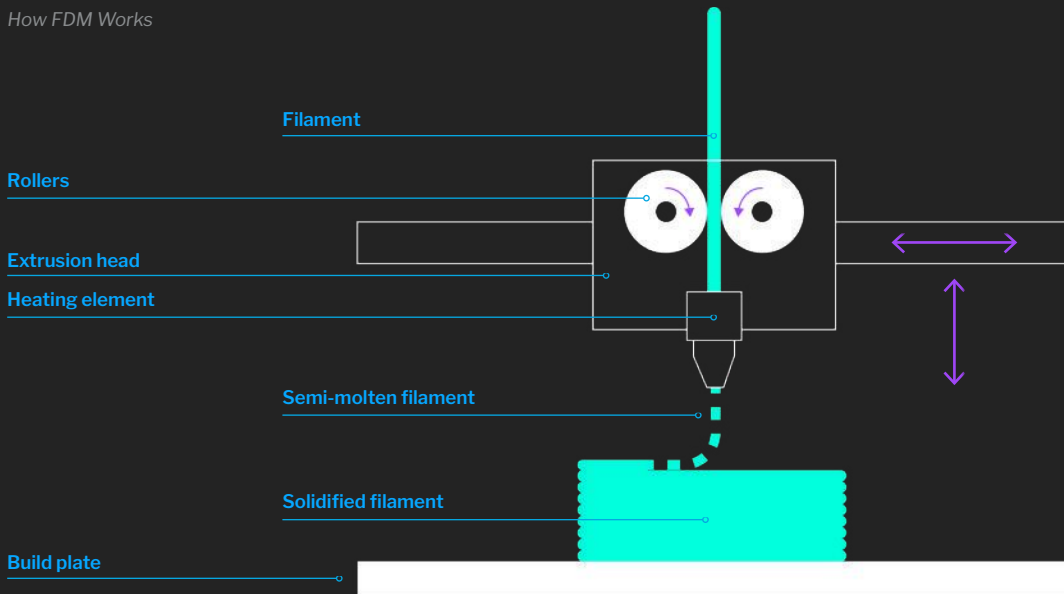 How FDM Works
Filament
Rollers
Extrusion head
Heating element
Semi-molten filament
Solidified filament
Build plate